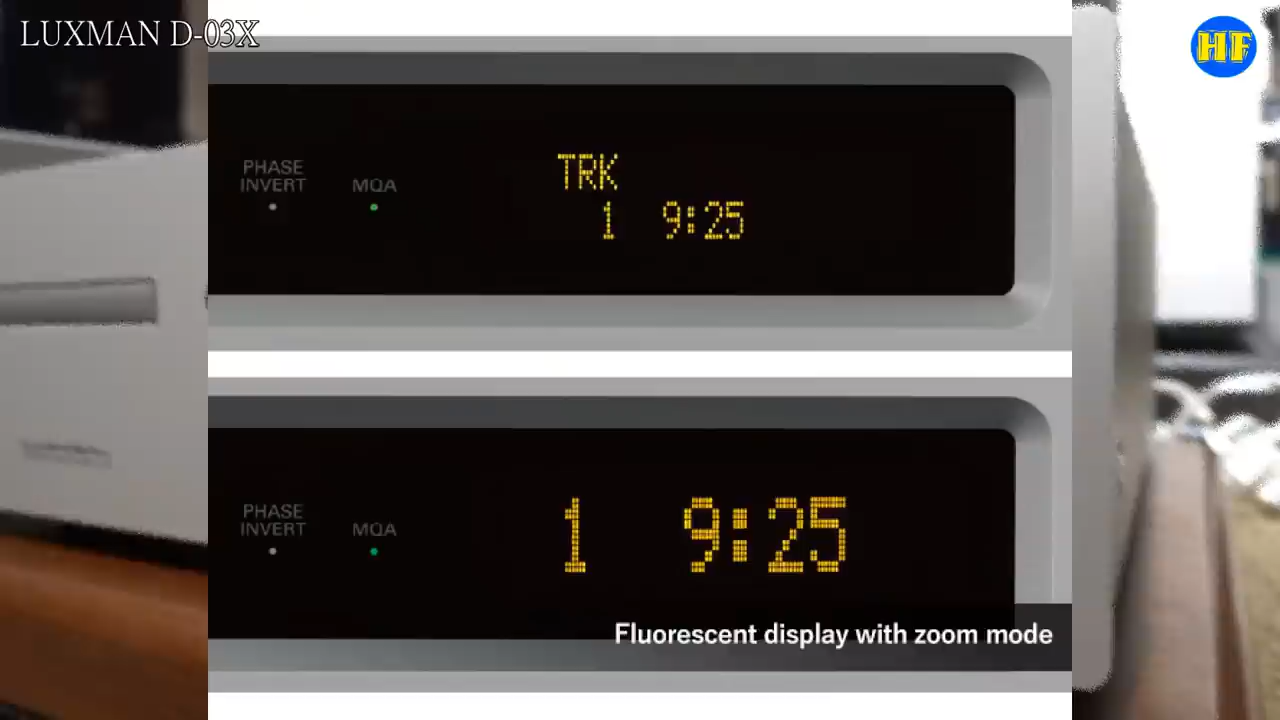 LUXMAN D-03X
HF
PHASE
INVERT
MQA
TRK
1 9:25
PHASE
INVERT
MQA
1 9:25
Fluorescent display with zoom mode